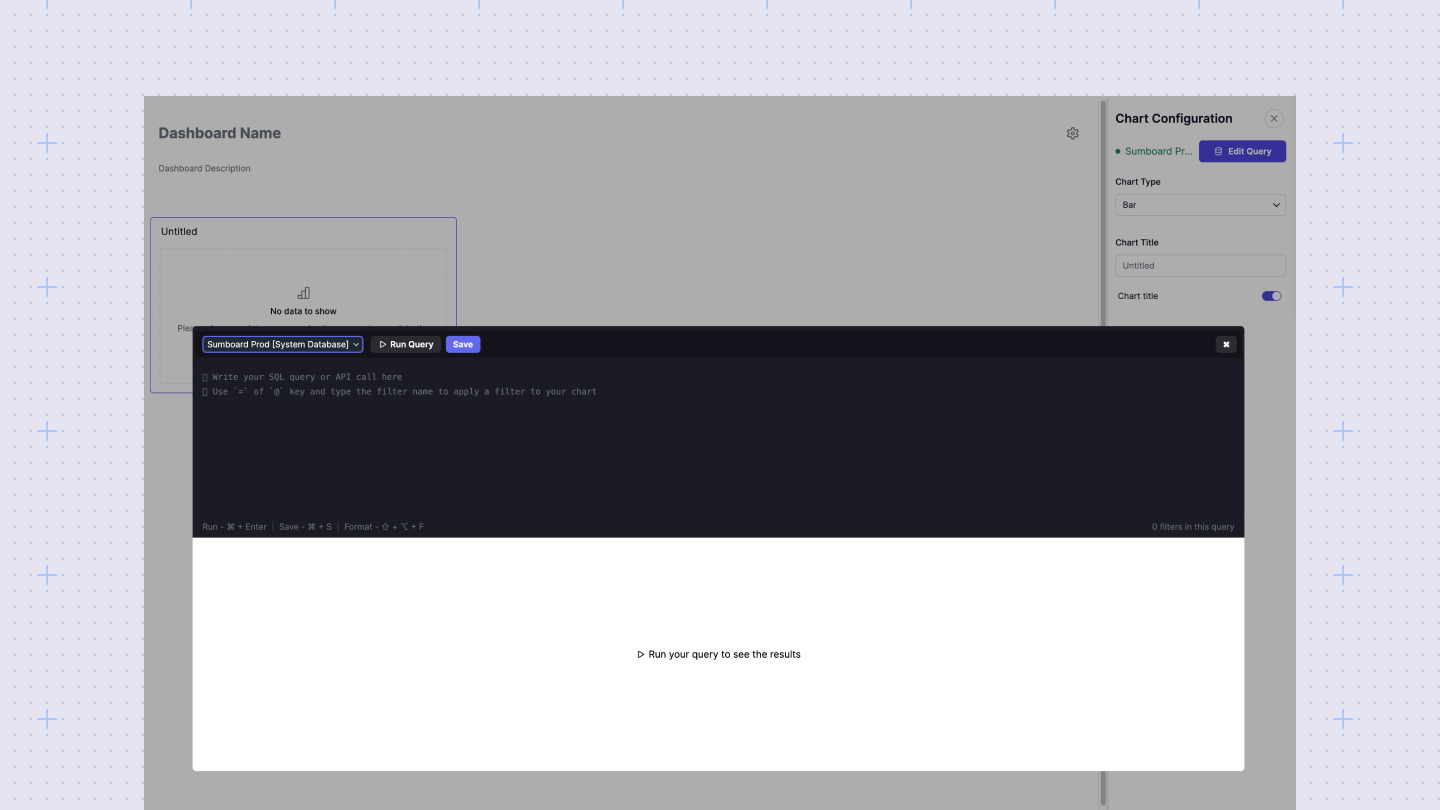 Dashboard Name
Dashboard Description
Chart Configuration
Sumboard Pr...
Edit Query
Chart Type
Bar
Chart Title
Untitled
Chart title
Untitled
No data to show
Sumboard Prod [System Database]
Run Query
Save
Write your SQL query or API call here
Use `=` of `@` key and type the filter name to apply a filter to your chart
Run - ⌘ + Enter | Save - ⌘ + S | Format - ⇧ + ⌥ + F
0 filters in this query
Run your query to see the results